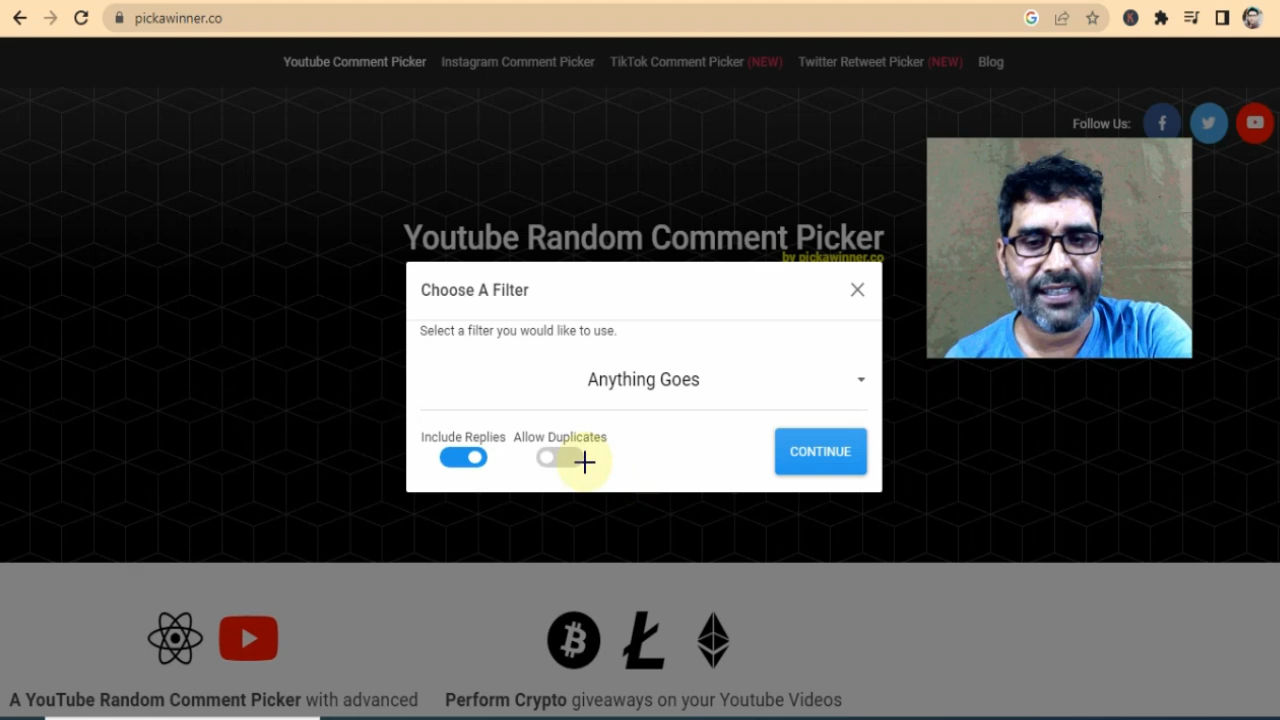 pickawinner.co
Youtube Comment Picker Instagram Comment Picker TikTok Comment Picker (NEW) Twitter Retweet Picker (NEW) Blog
Follow Us:
Youtube Random Comment Picker
by pickawinner.co
Choose A Filter
Select a filter you would like to use.
Anything Goes
Include Replies Allow Duplicates
CONTINUE
A YouTube Random Comment Picker with advanced
Perform Crypto giveaways on your Youtube Videos